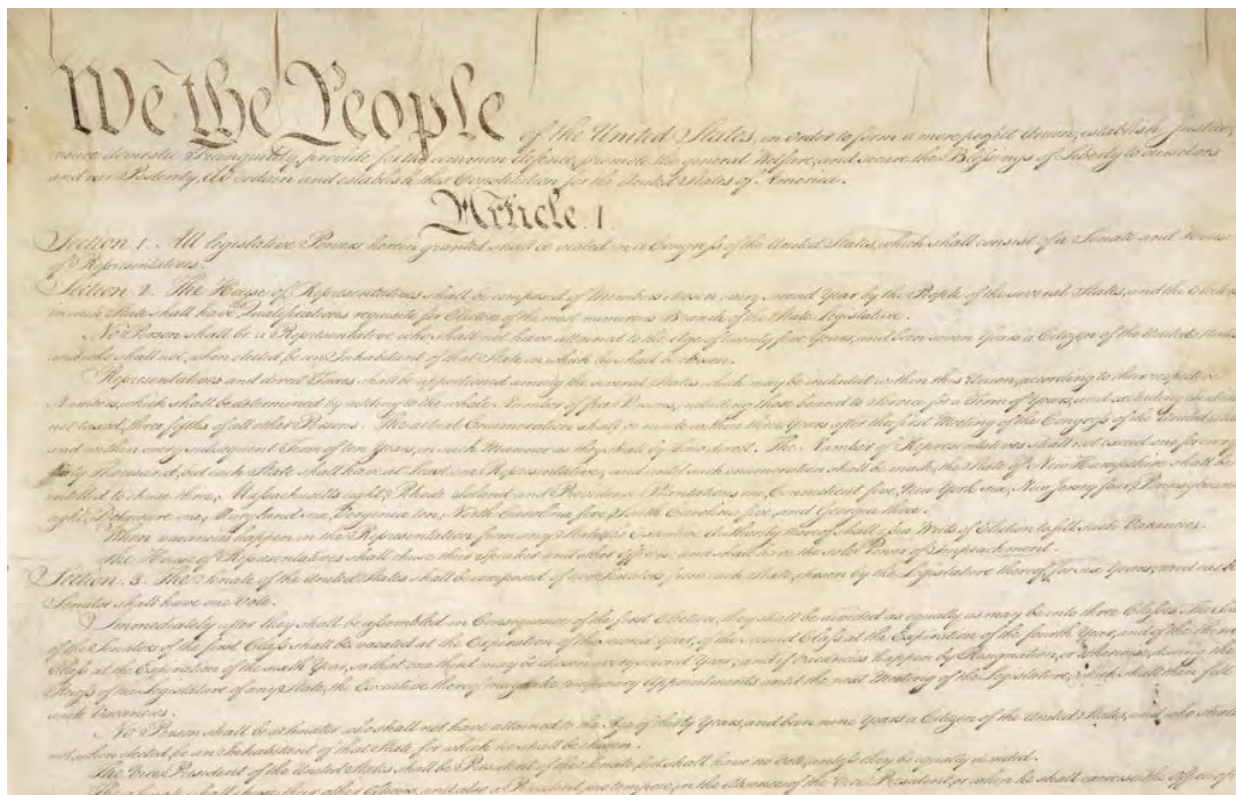 We the People of the United States, in Order to form a more perfect Union, establish Justice,
insure domestic Tranquility, provide for the common defence, promote the general Welfare, and secure the Blessings of Liberty to ourselves
and our Posterity, do ordain and establish this Constitution for the United States of America.
Article. I.
Section. 1. All legislative Powers herein granted shall be vested in a Congress of the United States, which shall consist of a Senate and House
of Representatives.
Section. 2. The House of Representatives shall be composed of Members chosen every second Year by the People of the several States, and the Electors
in each State shall have Qualifications requisite for Electors of the most numerous Branch of the State Legislature.
No Person shall be a Representative who shall not have attained to the Age of twenty five Years, and been seven Years a Citizen of the United States,
and who shall not, when elected, be an Inhabitant of that State in which he shall be chosen.
Representatives and direct Taxes shall be apportioned among the several States which may be included within this Union, according to their respective
Numbers, which shall be determined by adding to the whole Number of free Persons, including those bound to Service for a Term of Years, and excluding Indians
not taxed, three fifths of all other Persons. The actual Enumeration shall be made within three Years after the first Meeting of the Congress of the United States,
and within every subsequent Term of ten Years, in such Manner as they shall by Law direct. The Number of Representatives shall not exceed one for every
thirty Thousand, but each State shall have at Least one Representative; and until such enumeration shall be made, the State of New Hampshire shall be
entitled to chuse three, Massachusetts eight, Rhode Island and Providence Plantations one, Connecticut five, New York six, New Jersey four, Pennsylvania
eight, Delaware one, Maryland six, Virginia ten, North Carolina five, South Carolina five, and Georgia three.
When vacancies happen in the Representation from any State, the Executive Authority thereof shall issue Writs of Election to fill such Vacancies.
The House of Representatives shall chuse their Speaker and other Officers; and shall have the sole Power of Impeachment.
Section. 3. The Senate of the United States shall be composed of two Senators from each State, chosen by the Legislature thereof, for six Years; and each
Senator shall have one Vote.
Immediately after they shall be assembled in Consequence of the first Election, they shall be divided as equally as may be into three Classes. The Seats
of the Senators of the first Class shall be vacated at the Expiration of the second Year, of the second Class at the Expiration of the fourth Year, and of the third
Class at the Expiration of the sixth Year, so that one third may be chosen every second Year; and if Vacancies happen by Resignation, or otherwise, during the
Recess of the Legislature of any State, the Executive thereof may make temporary Appointments until the next Meeting of the Legislature, which shall then fill
such Vacancies.
No Person shall be a Senator who shall not have attained to the Age of thirty Years, and been nine Years a Citizen of the United States, and who shall
not, when elected, be an Inhabitant of that State for which he shall be chosen.
The Vice President of the United States shall be President of the Senate, but shall have no Vote, unless they be equally divided.
The Senate shall chuse their other Officers, and also a President pro tempore, in the Absence of the Vice President, or when he shall exercise the Office of